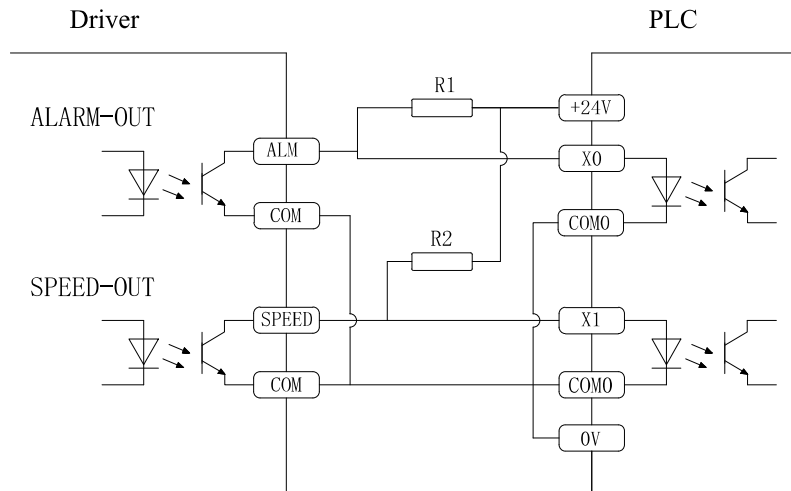 Driver
PLC
R1
+24V
ALARM-OUT
ALM
X0
COM
COM0
R2
SPEED-OUT
SPEED
X1
COM
COM0
0V